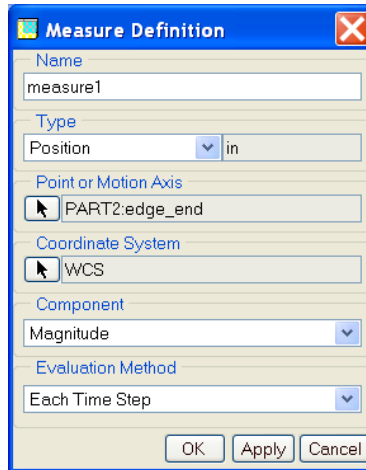 Measure Definition
Name
measure1
Type
Position in
Point or Motion Axis
PART2:edge_end
Coordinate System
WCS
Component
Magnitude
Evaluation Method
Each Time Step
OK Apply Cancel